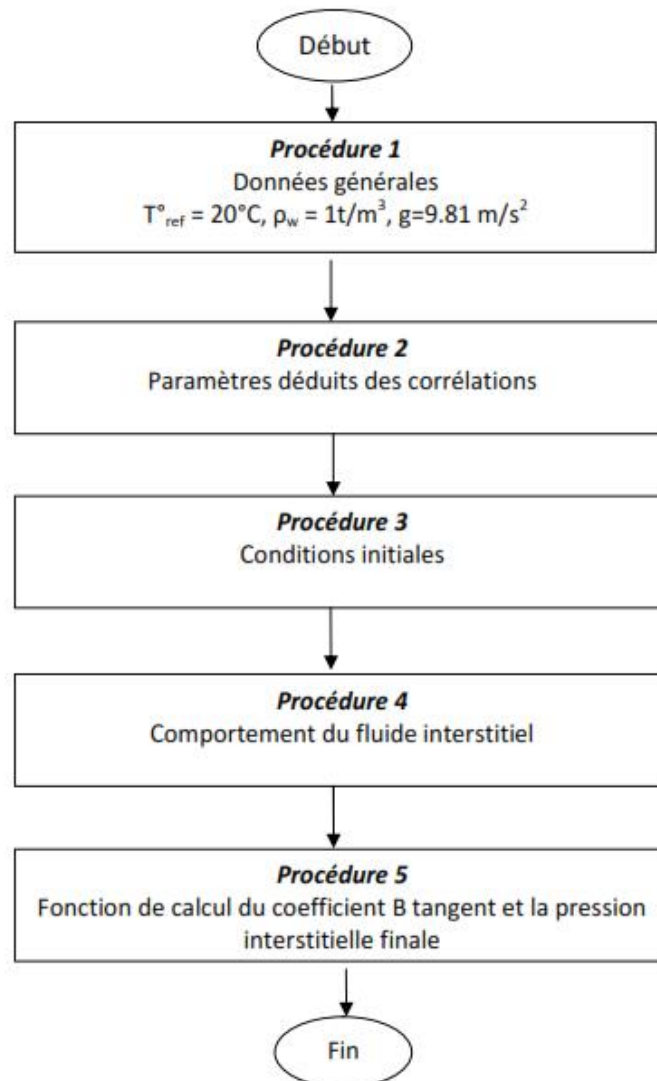 Début
Procédure 1
Données générales
T°ref = 20°C, ρw = 1t/m³, g=9.81 m/s²
Procédure 2
Paramètres déduits des corrélations
Procédure 3
Conditions initiales
Procédure 4
Comportement du fluide interstitiel
Procédure 5
Fonction de calcul du coefficient B tangent et la pression
interstitielle finale
Fin